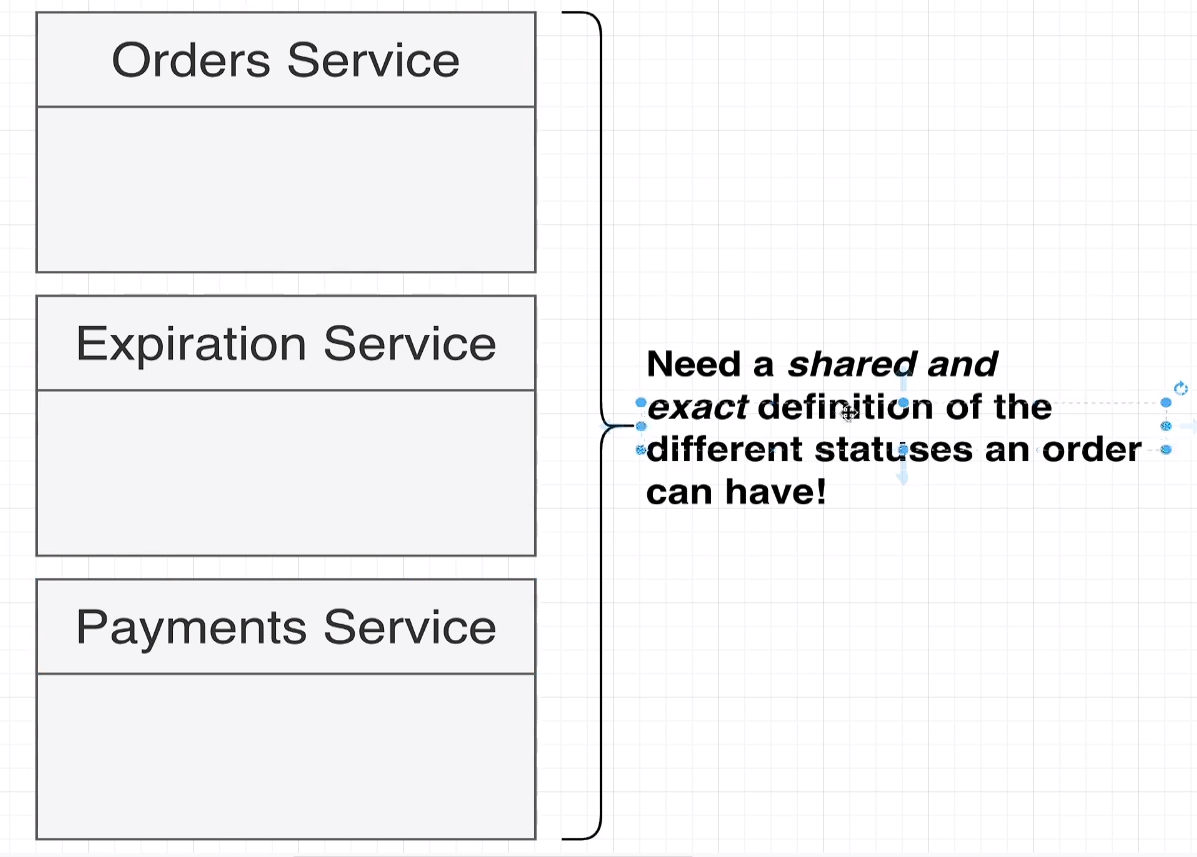 Orders Service
Expiration Service
Need a shared and
exact definition of the
different statuses an order
can have!
Payments Service